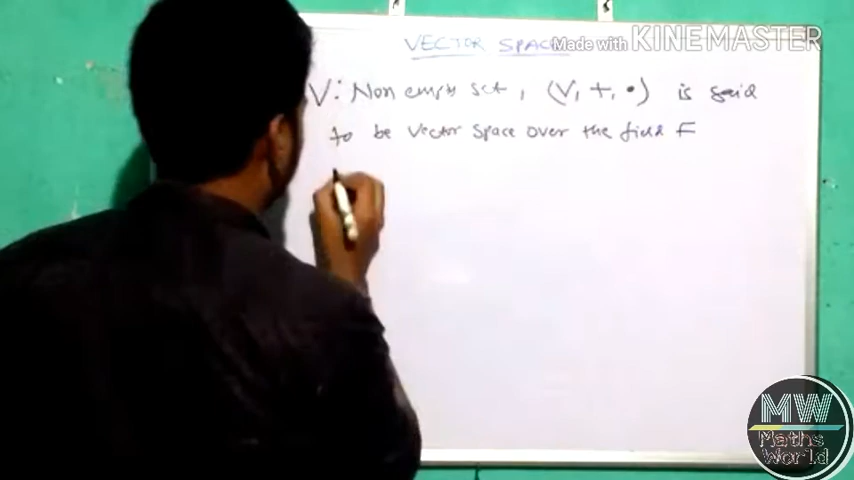 VECTOR SPACE
Made with KINEMASTER
V: Non empty set, (V, +, •) is said
to be vector space over the field F
MW
Maths
World